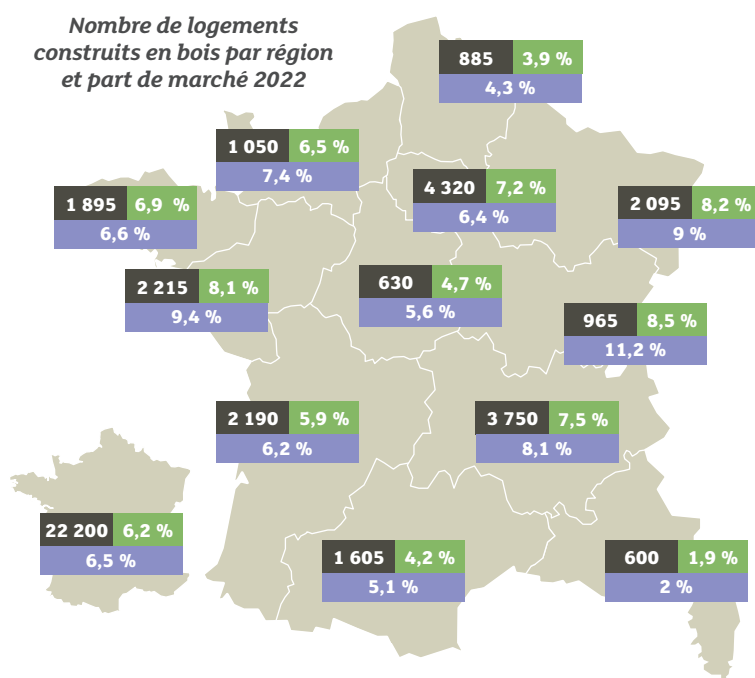 Nombre de logements
construits en bois par région
et part de marché 2022
885 3,9 %
4,3 %
1 050 6,5 %
7,4 %
4 320 7,2 %
6,4 %
1 895 6,9 %
6,6 %
2 095 8,2 %
9 %
2 215 8,1 %
9,4 %
630 4,7 %
5,6 %
965 8,5 %
11,2 %
2 190 5,9 %
6,2 %
3 750 7,5 %
8,1 %
22 200 6,2 %
6,5 %
1 605 4,2 %
5,1 %
600 1,9 %
2 %